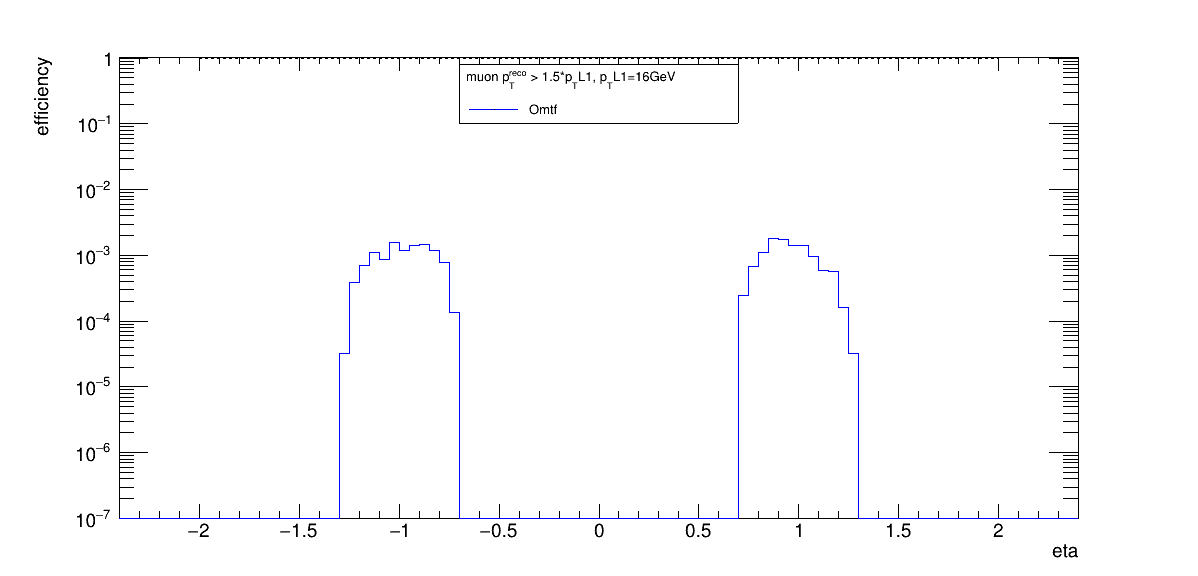 efficiency
1
10⁻¹
10⁻²
10⁻³
10⁻⁴
10⁻⁵
10⁻⁶
10⁻⁷
muon p_T^reco > 1.5*p_T L1, p_T L1=16GeV
Omtf
−2 −1.5 −1 −0.5 0 0.5 1 1.5 2
eta